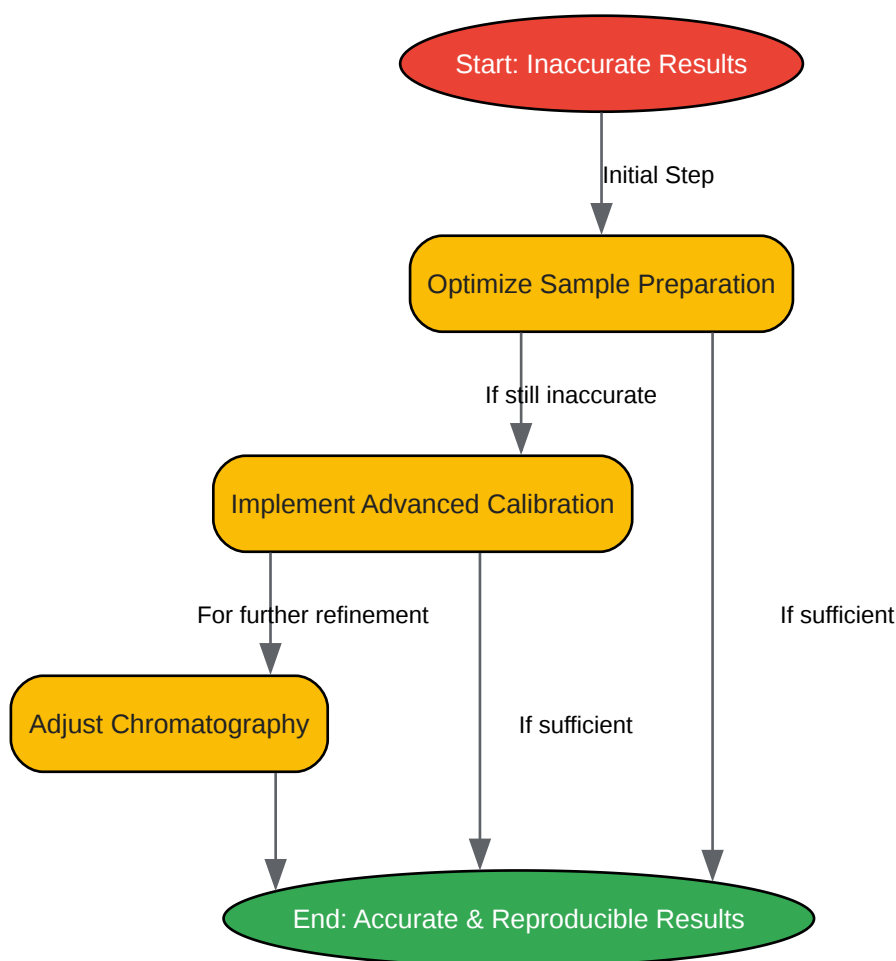 Start: Inaccurate Results
Initial Step
Optimize Sample Preparation
If still inaccurate
Implement Advanced Calibration
For further refinement
If sufficient
Adjust Chromatography
If sufficient
End: Accurate & Reproducible Results